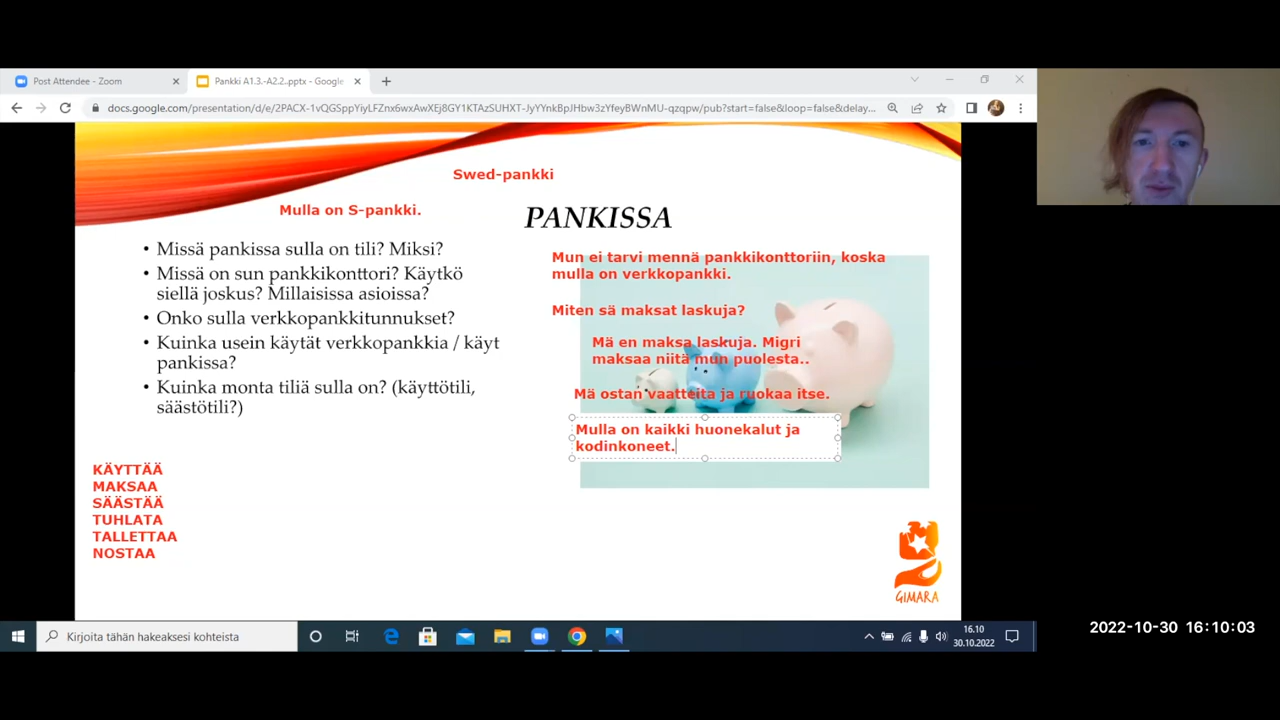 Post Attendee - Zoom
Pankki A1.3.-A2.2..pptx - Google
docs.google.com/presentation/d/e/2PACX-1vQGSppYiyLFZnx6wxAwXEj8GY1KTAzSUHXT-JyYYnkBpJHbw3zYfeyBWnMU-qzqpw/pub?start=false&loop=false&delay...
Swed-pankki
Mulla on S-pankki.
PANKISSA
• Missä pankissa sulla on tili? Miksi?
• Missä on sun pankkikonttori? Käytkö
siellä joskus? Millaisissa asioissa?
• Onko sulla verkkopankkitunnukset?
• Kuinka usein käytät verkkopankkia / käyt
pankissa?
• Kuinka monta tiliä sulla on? (käyttötili,
säästötili?)
Mun ei tarvi mennä pankkikonttoriin, koska
mulla on verkkopankki.
Miten sä maksat laskuja?
Mä en maksa laskuja. Migri
maksaa niitä mun puolesta..
Mä ostan vaatteita ja ruokaa itse.
Mulla on kaikki huonekalut ja
kodinkoneet.
KÄYTTÄÄ
MAKSAA
SÄÄSTÄÄ
TUHLATA
TALLETTAA
NOSTAA
GIMARA
Kirjoita tähän hakeaksesi kohteista
16.10
30.10.2022
2022-10-30 16:10:03